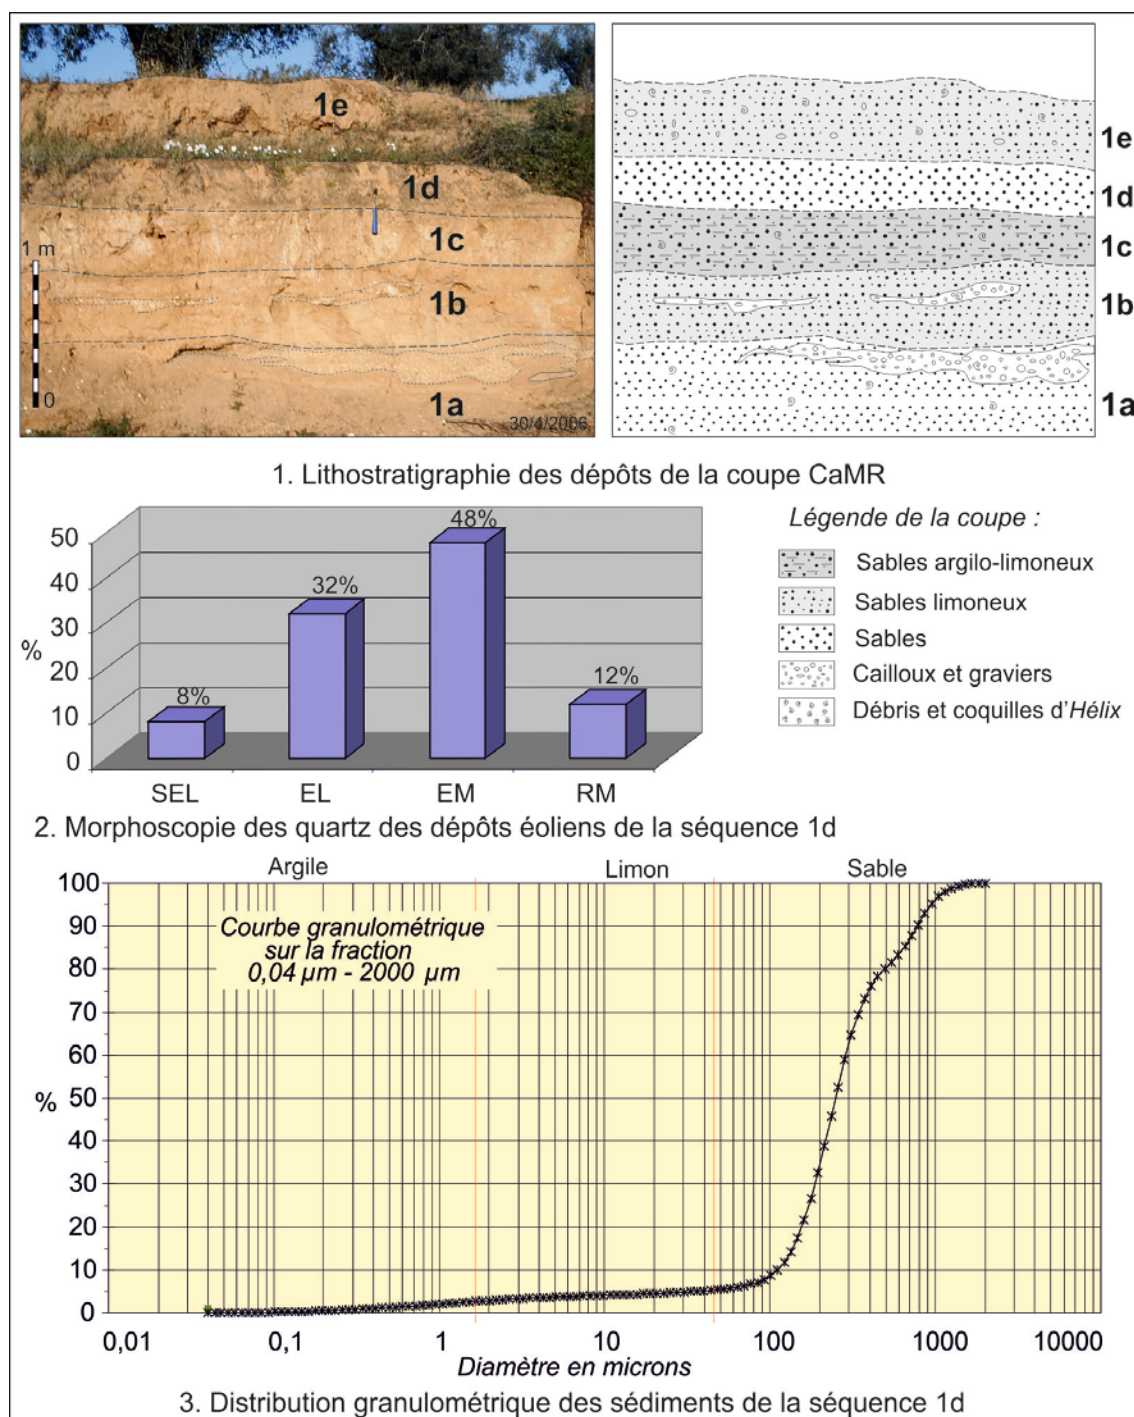 1e
1d
1c
1b
1a
1 m
0
30/4/2006
1e
1d
1c
1b
1a
1. Lithostratigraphie des dépôts de la coupe CaMR
50
40
30
20
10
0
%
8%
32%
48%
12%
SEL EL EM RM
Légende de la coupe :
Sables argilo-limoneux
Sables limoneux
Sables
Cailloux et graviers
Débris et coquilles d'Hélix
2. Morphoscopie des quartz des dépôts éoliens de la séquence 1d
Argile Limon Sable
Courbe granulométrique
sur la fraction
0,04 µm - 2000 µm
100
90
80
70
60
50
40
30
20
10
0
%
0,01 0,1 1 10 100 1000 10000
Diamètre en microns
3. Distribution granulométrique des sédiments de la séquence 1d